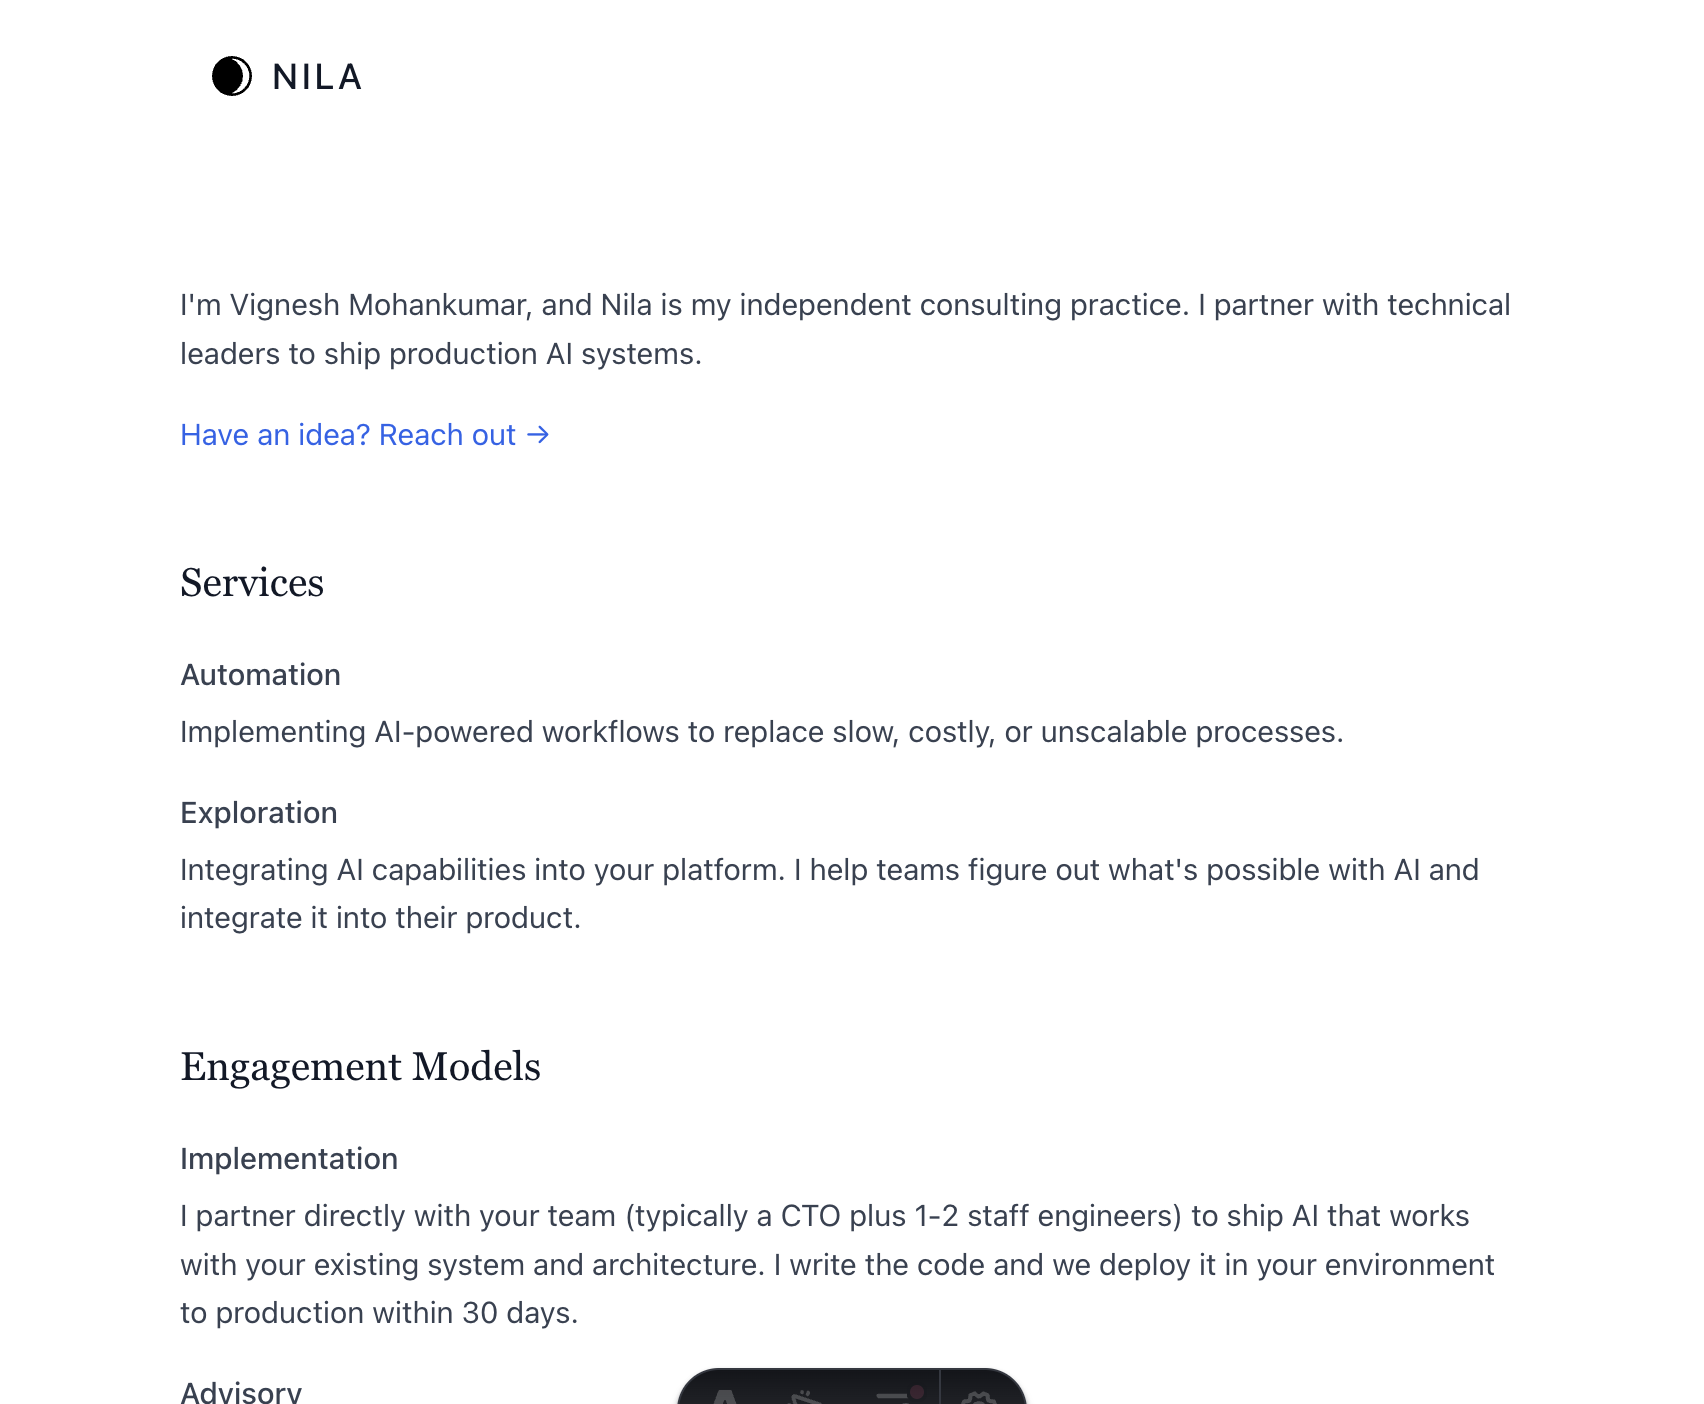 NILA
I'm Vignesh Mohankumar, and Nila is my independent consulting practice. I partner with technical
leaders to ship production AI systems.
Have an idea? Reach out →
Services
Automation
Implementing AI-powered workflows to replace slow, costly, or unscalable processes.
Exploration
Integrating AI capabilities into your platform. I help teams figure out what's possible with AI and
integrate it into their product.
Engagement Models
Implementation
I partner directly with your team (typically a CTO plus 1-2 staff engineers) to ship AI that works
with your existing system and architecture. I write the code and we deploy it in your environment
to production within 30 days.
Advisory